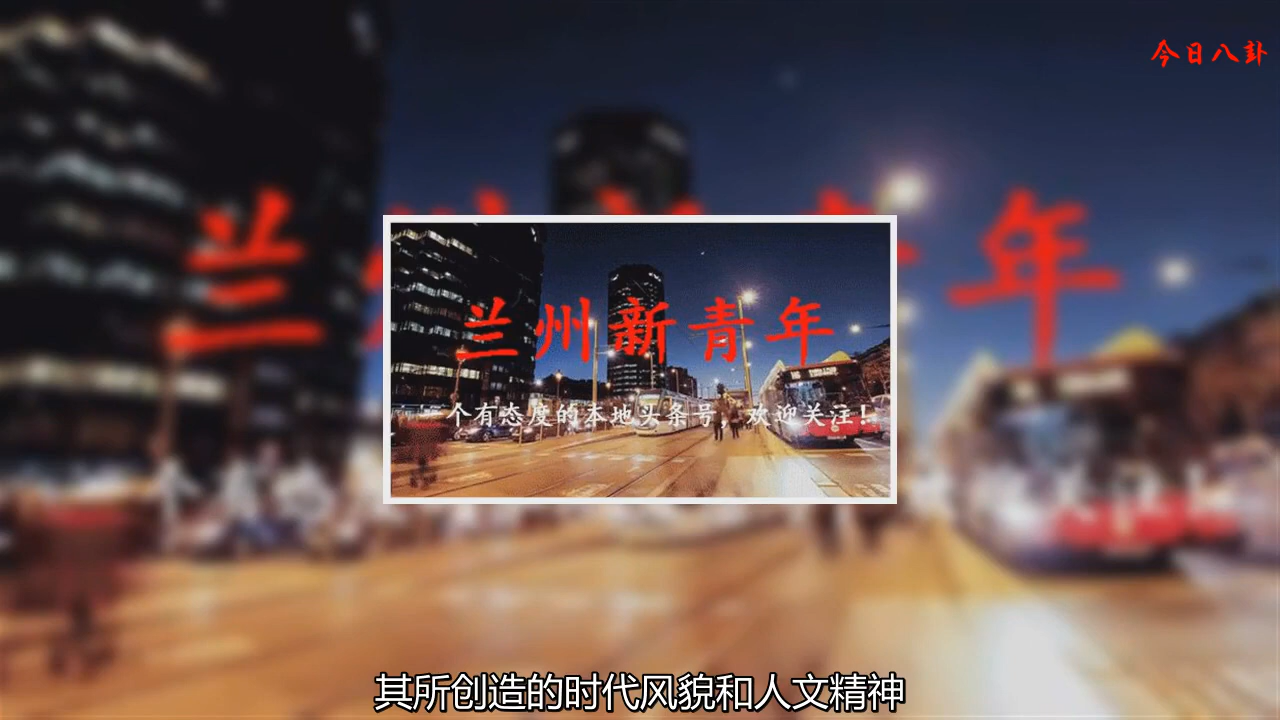 今日八卦
兰州新青年
个有态度的本地头条号，欢迎关注！
其所创造的时代风貌和人文精神